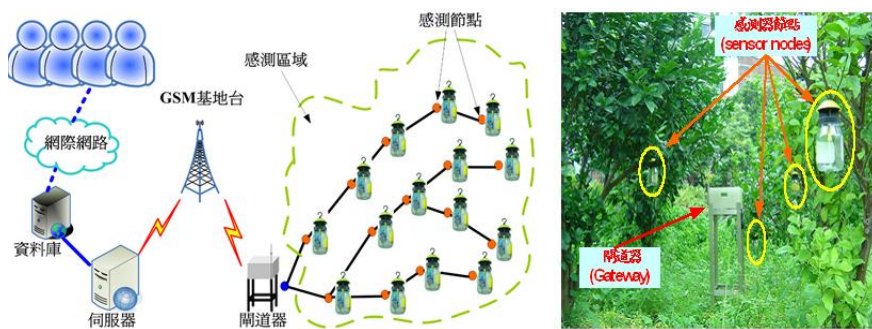 感測節點
感測區域
GSM基地台
網際網路
資料庫
伺服器
閘道器
感測器節點
(sensor nodes)
閘道器
(Gateway)